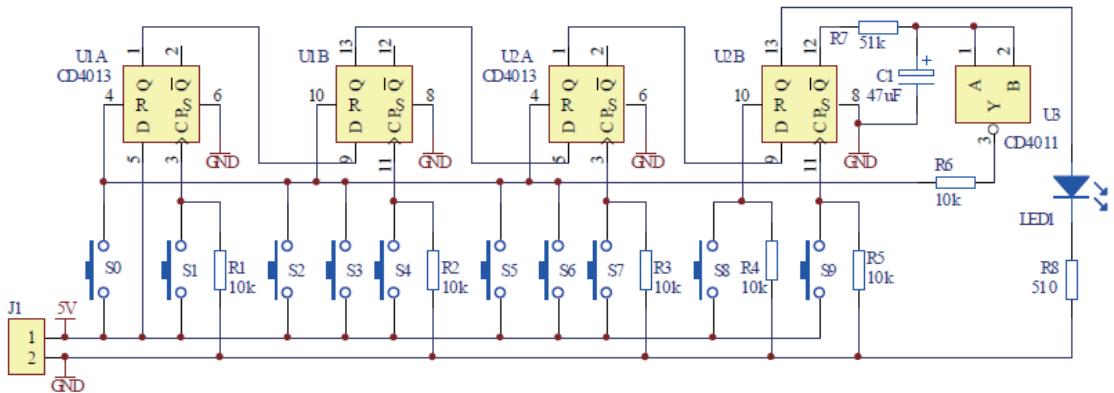 U1A
CD4013
1
2
Q
Q
4
R
S
6
D
CP
5
3
GND
U1B
13
12
Q
Q
10
R
S
8
D
CP
9
11
GND
U2A
CD4013
1
2
Q
Q
4
R
S
6
D
CP
5
3
GND
U2B
13
12
Q
Q
10
R
S
8
D
CP
9
11
GND
R7
51k
C1
+
47uF
1
2
A
B
Y
U3
3
CD4011
R6
10k
LED1
S0
S1
R1
10k
S2
S3
S4
R2
10k
S5
S6
S7
R3
10k
S8
R4
10k
S9
R5
10k
R8
510
J1
5V
1
2
GND